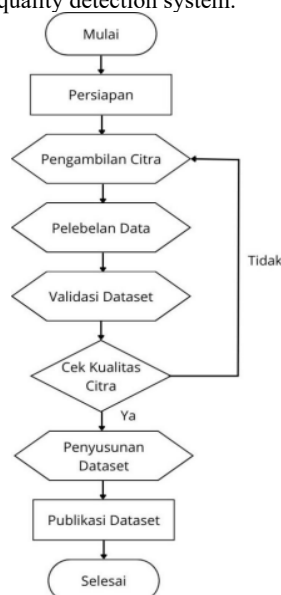 quality detection system.
Mulai
Persiapan
Pengambilan Citra
Pelebelan Data
Validasi Dataset
Tidak
Cek Kualitas
Citra
Ya
Penyusunan
Dataset
Publikasi Dataset
Selesai